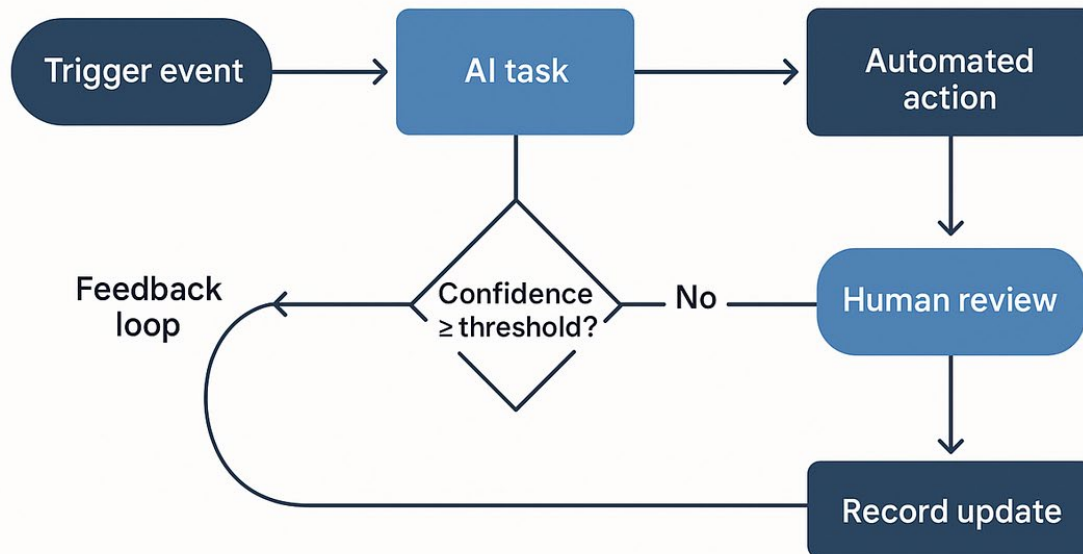 Trigger event
AI task
Automated
action
Feedback
loop
Confidence
≥ threshold?
No
Human review
Record update